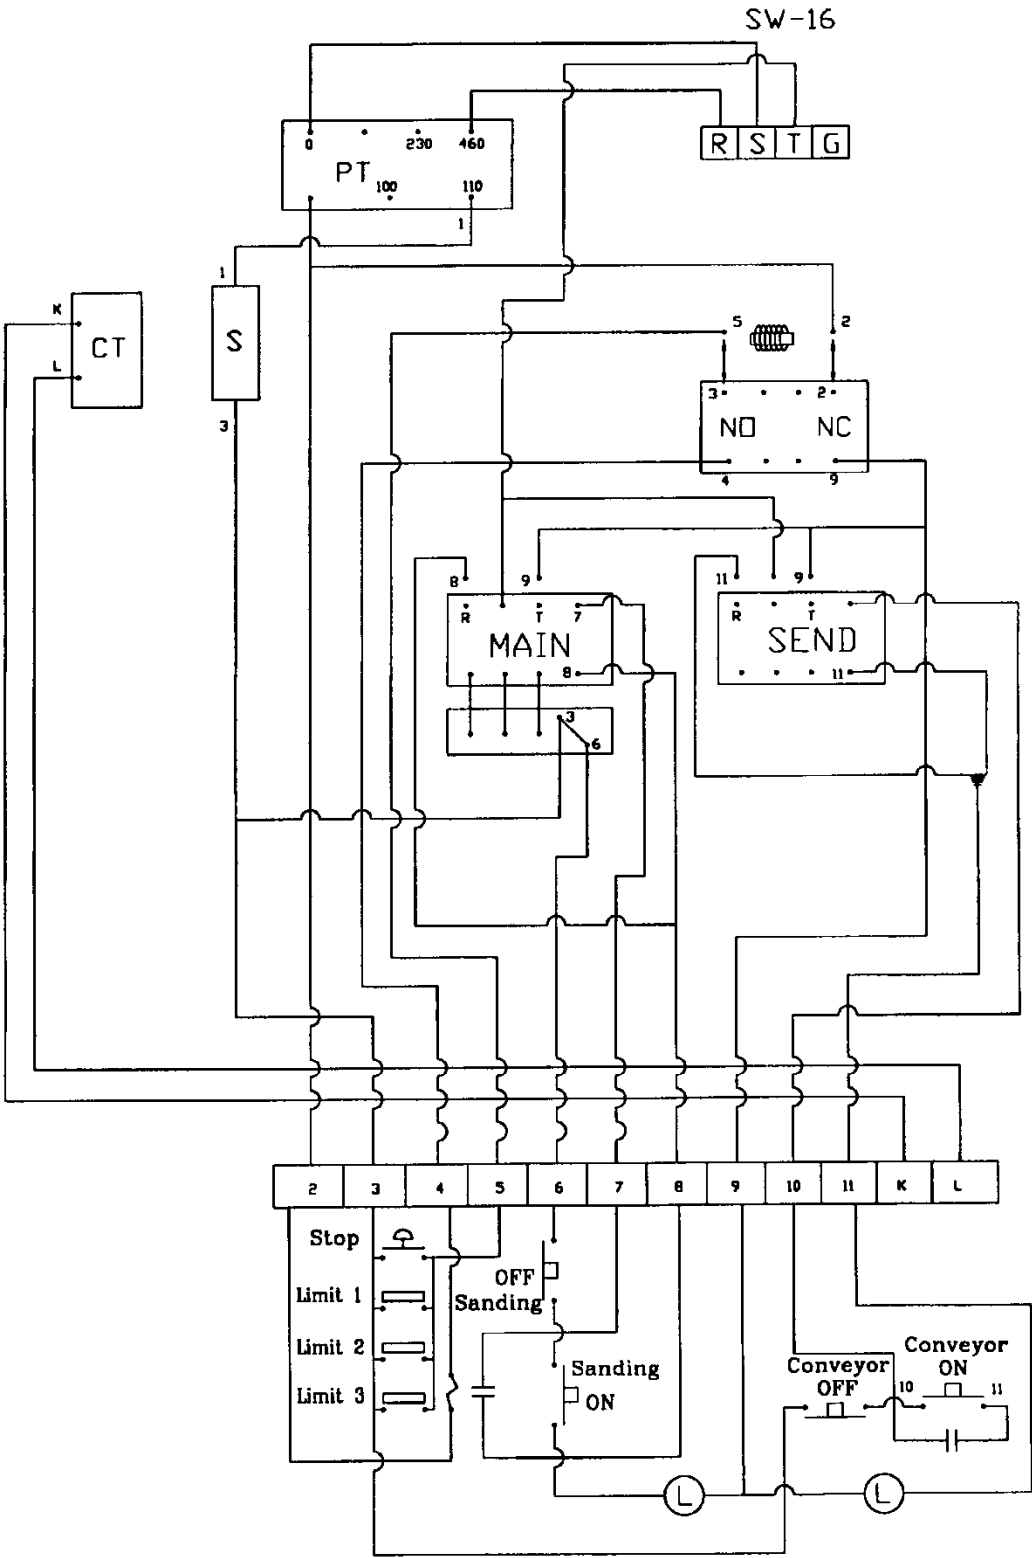 SW-16
R S T G
0 230 460
PT
100 110
1
1
K
CT
L
S
3
5 2
3 2
NO NC
4 9
8 9
R T 7
MAIN
8
3
6
11 9
R T
SEND
11
2 3 4 5 6 7 8 9 10 11 K L
Stop
Limit 1
Limit 2
Limit 3
OFF
Sanding
Sanding
ON
Conveyor
OFF
Conveyor
ON
10 11
L
L